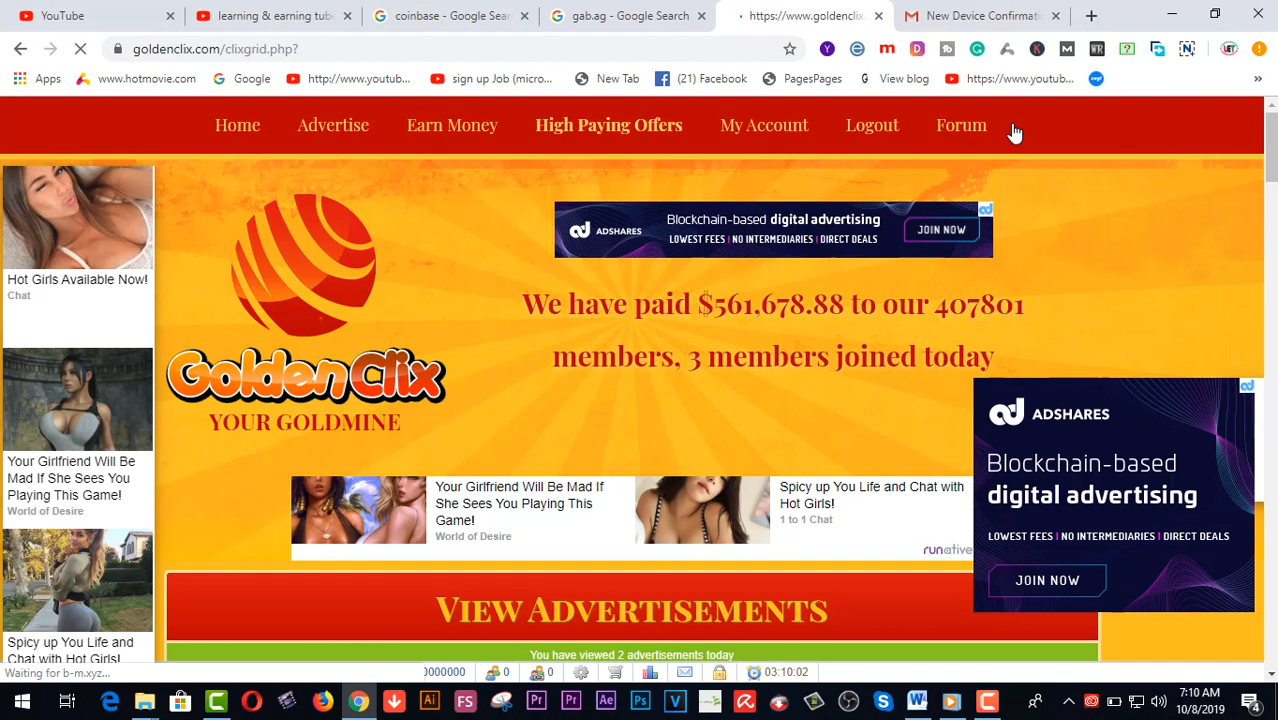 YouTube
learning & earning tub
coinbase - Google Sear
gab.ag - Google Search
https://www.goldenclix.
New Device Confirmati
goldenclix.com/clixgrid.php?
Apps
www.hotmovie.com
Google
http://www.youtub...
sign up Job (micro...
New Tab
(21) Facebook
PagesPages
View blog
https://www.youtub...
Home
Advertise
Earn Money
High Paying Offers
My Account
Logout
Forum
Hot Girls Available Now!
Chat
Your Girlfriend Will Be
Mad If She Sees You
Playing This Game!
World of Desire
Spicy up You Life and
Chat with Hot Girls!
GoldenClix
YOUR GOLDMINE
ADSHARES
Blockchain-based digital advertising
LOWEST FEES | NO INTERMEDIARIES | DIRECT DEALS
JOIN NOW
We have paid $561,678.88 to our 407801
members, 3 members joined today
Your Girlfriend Will Be Mad If
She Sees You Playing This
Game!
World of Desire
Spicy up You Life and Chat with
Hot Girls!
1 to 1 Chat
runative
ADSHARES
Blockchain-based
digital advertising
LOWEST FEES | NO INTERMEDIARIES | DIRECT DEALS
JOIN NOW
VIEW ADVERTISEMENTS
You have viewed 2 advertisements today
Waiting for b-m.xyz...
0000000
0
0
03:10:02
7:10 AM
10/8/2019
4